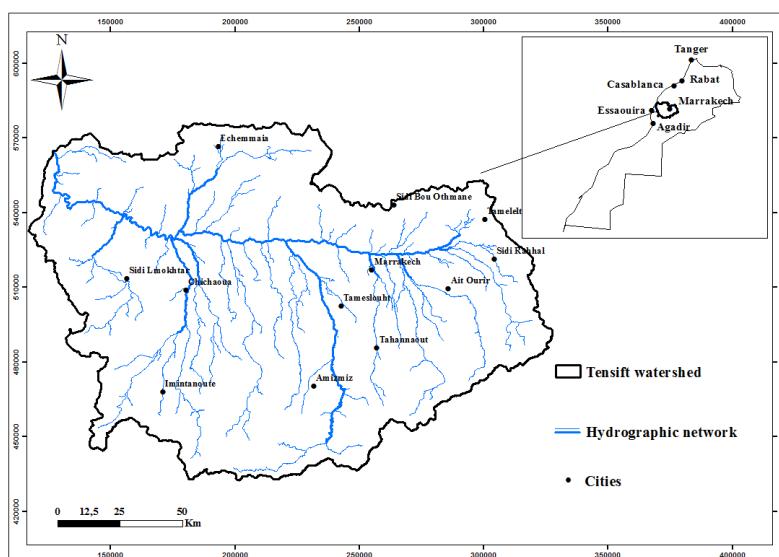 150000 200000 250000 300000 350000 400000
N
600000
570000
540000
510000
480000
450000
420000
Tanger
Rabat
Casablanca
Marrakech
Essaouira
Agadir
Echemmaia
Sidi Bou Othmane
Tamelelt
Sidi Rahhal
Marrakech
Sidi Lmokhtar
Chichaoua
Ait Ourir
Tameslouht
Tahannaout
Imintanoute
Amizmiz
Tensift watershed
Hydrographic network
Cities
0 12,5 25 50
Km
150000 200000 250000 300000 350000 400000